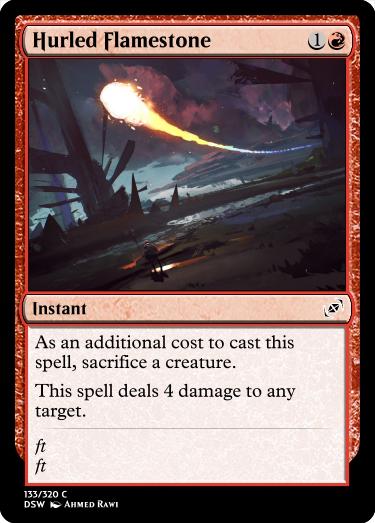 Hurled Flamestone 1
Instant
As an additional cost to cast this
spell, sacrifice a creature.
This spell deals 4 damage to any
target.
ft
ft
133/320 C
DSW Ahmed Rawi